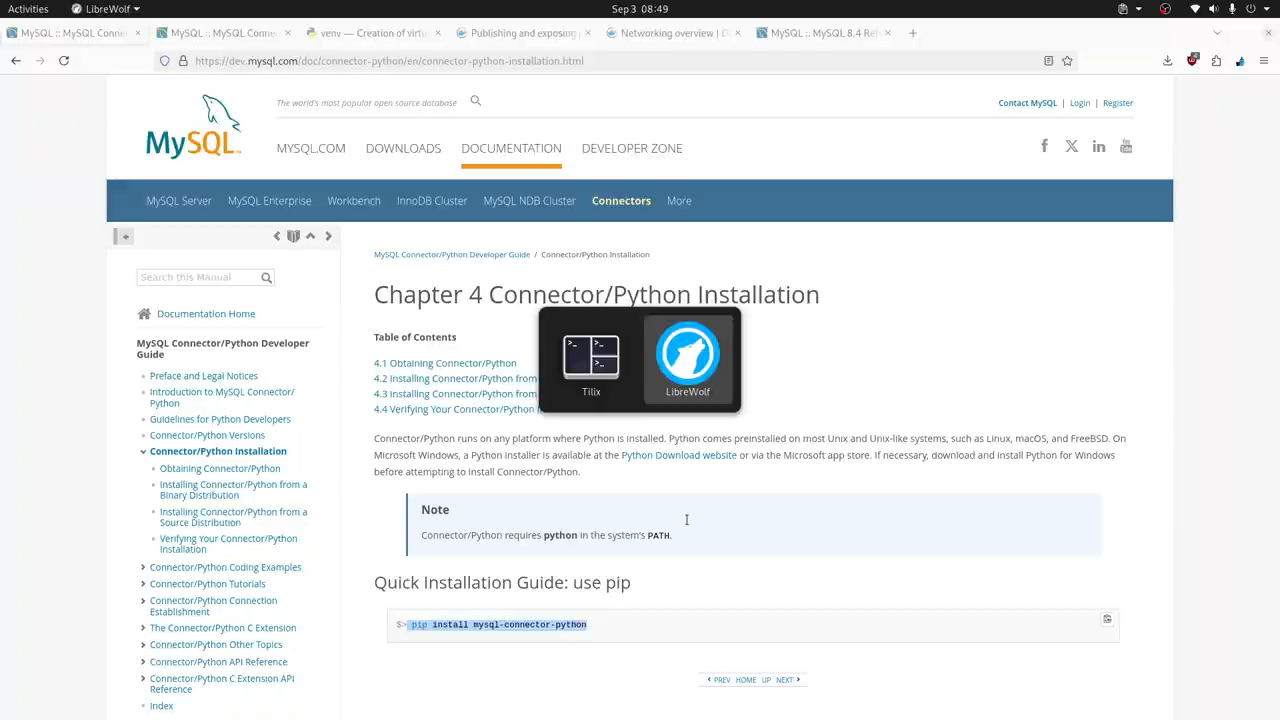 Activities
LibreWolf
Sep 3 08:49
MySQL :: MySQL Connec
MySQL :: MySQL Conne
venv — Creation of virtu
Publishing and exposing
Networking overview | D
MySQL :: MySQL 8.4 Re
https://dev.mysql.com/doc/connector-python/en/connector-python-installation.html
MySQL
The world's most popular open source database
Contact MySQL | Login | Register
MYSQL.COM DOWNLOADS DOCUMENTATION DEVELOPER ZONE
MySQL Server MySQL Enterprise Workbench InnoDB Cluster MySQL NDB Cluster Connectors More
Search this Manual
Documentation Home
MySQL Connector/Python Developer
Guide
Preface and Legal Notices
Introduction to MySQL Connector/
Python
Guidelines for Python Developers
Connector/Python Versions
Connector/Python Installation
Obtaining Connector/Python
Installing Connector/Python from a
Binary Distribution
Installing Connector/Python from a
Source Distribution
Verifying Your Connector/Python
Installation
Connector/Python Coding Examples
Connector/Python Tutorials
Connector/Python Connection
Establishment
The Connector/Python C Extension
Connector/Python Other Topics
Connector/Python API Reference
Connector/Python C Extension API
Reference
Index
MySQL Connector/Python Developer Guide / Connector/Python Installation
Chapter 4 Connector/Python Installation
Table of Contents
4.1 Obtaining Connector/Python
4.2 Installing Connector/Python from
4.3 Installing Connector/Python from
4.4 Verifying Your Connector/Python
Tilix
LibreWolf
Connector/Python runs on any platform where Python is installed. Python comes preinstalled on most Unix and Unix-like systems, such as Linux, macOS, and FreeBSD. On
Microsoft Windows, a Python installer is available at the Python Download website or via the Microsoft app store. If necessary, download and install Python for Windows
before attempting to install Connector/Python.
Note
Connector/Python requires python in the system's PATH.
Quick Installation Guide: use pip
$> pip install mysql-connector-python
PREV HOME UP NEXT